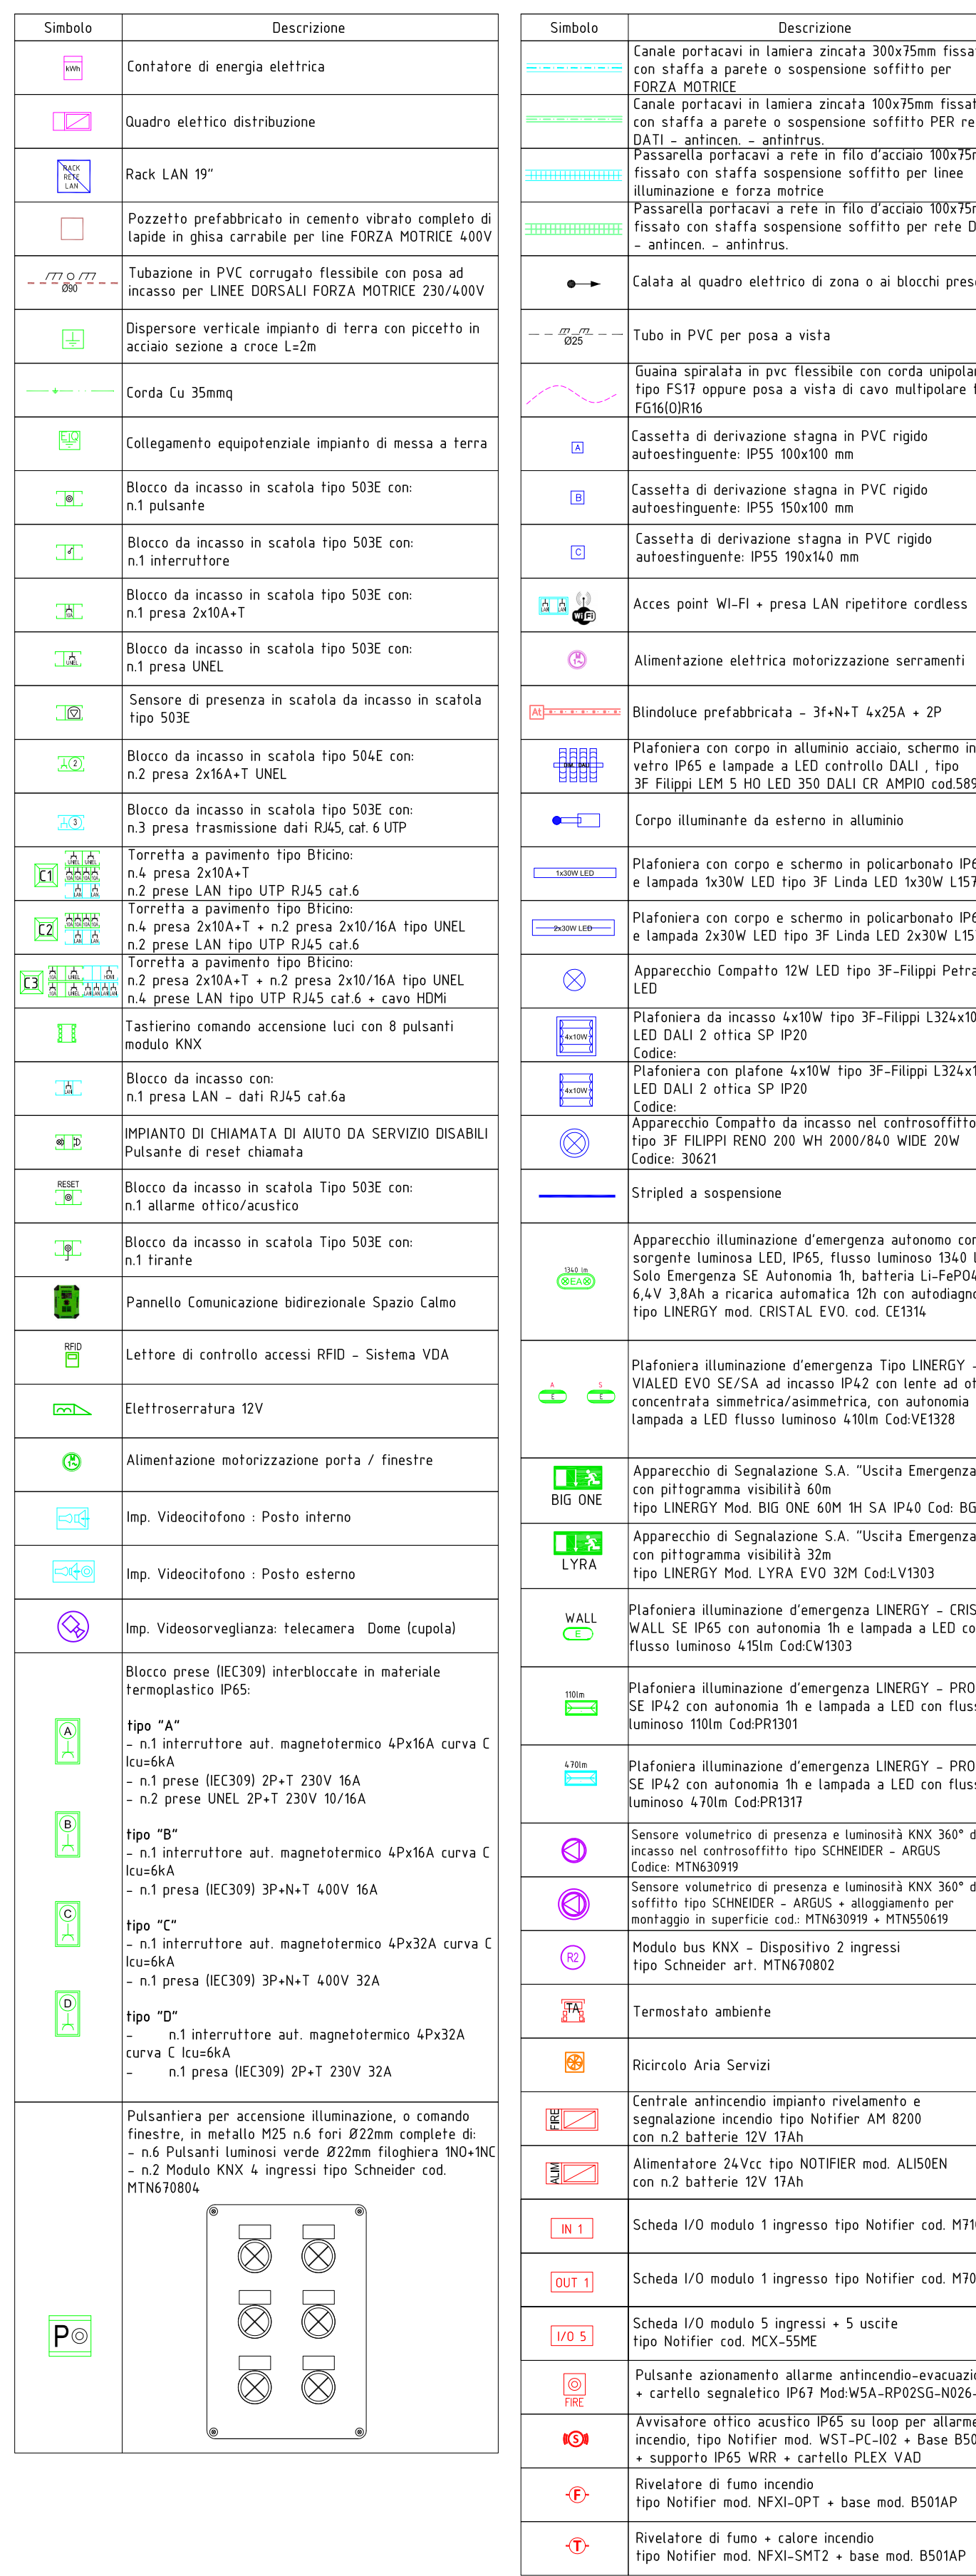 Simbolo Descrizione
kWh
Contatore di energia elettrica
Quadro elettico distribuzione
RACK
RETE
LAN
Rack LAN 19"
Pozzetto prefabbricato in cemento vibrato completo di
lapide in ghisa carrabile per line FORZA MOTRICE 400V
Ø90
Tubazione in PVC corrugato flessibile con posa ad
incasso per LINEE DORSALI FORZA MOTRICE 230/400V
Dispersore verticale impianto di terra con piccetto in
acciaio sezione a croce L=2m
Corda Cu 35mmq
Collegamento equipotenziale impianto di messa a terra
Blocco da incasso in scatola tipo 503E con:
n.1 pulsante
Blocco da incasso in scatola tipo 503E con:
n.1 interruttore
10A
Blocco da incasso in scatola tipo 503E con:
n.1 presa 2x10A+T
UNEL
Blocco da incasso in scatola tipo 503E con:
n.1 presa UNEL
Sensore di presenza in scatola da incasso in scatola
tipo 503E
2
Blocco da incasso in scatola tipo 504E con:
n.2 presa 2x16A+T UNEL
3
Blocco da incasso in scatola tipo 503E con:
n.3 presa trasmissione dati RJ45, cat. 6 UTP
C1
UNEL UNEL
10A 10A 10A 10A
LAN LAN
Torretta a pavimento tipo Bticino:
n.4 presa 2x10A+T
n.2 prese LAN tipo UTP RJ45 cat.6
C2
10A 10A 10A 10A
LAN LAN
Torretta a pavimento tipo Bticino:
n.4 presa 2x10A+T + n.2 presa 2x10/16A tipo UNEL
n.2 prese LAN tipo UTP RJ45 cat.6
C3
10A UNEL HDMI
10A UNEL LAN LAN LAN LAN
Torretta a pavimento tipo Bticino:
n.2 presa 2x10A+T + n.2 presa 2x10/16A tipo UNEL
n.4 prese LAN tipo UTP RJ45 cat.6 + cavo HDMi
Tastierino comando accensione luci con 8 pulsanti
modulo KNX
LAN
Blocco da incasso con:
n.1 presa LAN - dati RJ45 cat.6a
IMPIANTO DI CHIAMATA DI AIUTO DA SERVIZIO DISABILI
Pulsante di reset chiamata
RESET
Blocco da incasso in scatola Tipo 503E con:
n.1 allarme ottico/acustico
Blocco da incasso in scatola Tipo 503E con:
n.1 tirante
Pannello Comunicazione bidirezionale Spazio Calmo
RFID
Lettore di controllo accessi RFID - Sistema VDA
Elettroserratura 12V
M
1~
Alimentazione motorizzazione porta / finestre
Imp. Videocitofono : Posto interno
Imp. Videocitofono : Posto esterno
Imp. Videosorveglianza: telecamera Dome (cupola)
Blocco prese (IEC309) interbloccate in materiale
termoplastico IP65:
A
tipo "A"
- n.1 interruttore aut. magnetotermico 4Px16A curva C
Icu=6kA
- n.1 prese (IEC309) 2P+T 230V 16A
- n.2 prese UNEL 2P+T 230V 10/16A
B
tipo "B"
- n.1 interruttore aut. magnetotermico 4Px16A curva C
Icu=6kA
- n.1 presa (IEC309) 3P+N+T 400V 16A
C
tipo "C"
- n.1 interruttore aut. magnetotermico 4Px32A curva C
Icu=6kA
- n.1 presa (IEC309) 3P+N+T 400V 32A
D
tipo "D"
- n.1 interruttore aut. magnetotermico 4Px32A
curva C Icu=6kA
- n.1 presa (IEC309) 2P+T 230V 32A
P
Pulsantiera per accensione illuminazione, o comando
finestre, in metallo M25 n.6 fori Ø22mm complete di:
- n.6 Pulsanti luminosi verde Ø22mm filoghiera 1NO+1NC
- n.2 Modulo KNX 4 ingressi tipo Schneider cod.
MTN670804
Simbolo Descrizione
Canale portacavi in lamiera zincata 300x75mm fissa
con staffa a parete o sospensione soffitto per
FORZA MOTRICE
Canale portacavi in lamiera zincata 100x75mm fissat
con staffa a parete o sospensione soffitto PER re
DATI - antincen. - antintrus.
Passarella portacavi a rete in filo d'acciaio 100x75m
fissato con staffa sospensione soffitto per linee
illuminazione e forza motrice
Passarella portacavi a rete in filo d'acciaio 100x75m
fissato con staffa sospensione soffitto per rete D
- antincen. - antintrus.
Calata al quadro elettrico di zona o ai blocchi pres
Ø25
Tubo in PVC per posa a vista
Guaina spiralata in pvc flessibile con corda unipolar
tipo FS17 oppure posa a vista di cavo multipolare t
FG16(O)R16
A
Cassetta di derivazione stagna in PVC rigido
autoestinguente: IP55 100x100 mm
B
Cassetta di derivazione stagna in PVC rigido
autoestinguente: IP55 150x100 mm
C
Cassetta di derivazione stagna in PVC rigido
autoestinguente: IP55 190x140 mm
LAN LAN WiFi
Acces point WI-FI + presa LAN ripetitore cordless
M
1~
Alimentazione elettrica motorizzazione serramenti
At
Blindoluce prefabbricata - 3f+N+T 4x25A + 2P
DIM. DALI
Plafoniera con corpo in alluminio acciaio, schermo in
vetro IP65 e lampade a LED controllo DALI , tipo
3F Filippi LEM 5 HO LED 350 DALI CR AMPIO cod.589
Corpo illuminante da esterno in alluminio
1x30W LED
Plafoniera con corpo e schermo in policarbonato IP6
e lampada 1x30W LED tipo 3F Linda LED 1x30W L157
2x30W LED
Plafoniera con corpo e schermo in policarbonato IP6
e lampada 2x30W LED tipo 3F Linda LED 2x30W L15
Apparecchio Compatto 12W LED tipo 3F-Filippi Petra
LED
4x10W
Plafoniera da incasso 4x10W tipo 3F-Filippi L324x10
LED DALI 2 ottica SP IP20
Codice:
4x10W
Plafoniera con plafone 4x10W tipo 3F-Filippi L324x1
LED DALI 2 ottica SP IP20
Codice:
Apparecchio Compatto da incasso nel controsoffitto
tipo 3F FILIPPI RENO 200 WH 2000/840 WIDE 20W
Codice: 30621
Stripled a sospensione
1340 lm
EA
Apparecchio illuminazione d'emergenza autonomo con
sorgente luminosa LED, IP65, flusso luminoso 1340 l
Solo Emergenza SE Autonomia 1h, batteria Li-FePO4
6,4V 3,8Ah a ricarica automatica 12h con autodiagno
tipo LINERGY mod. CRISTAL EVO. cod. CE1314
A S
E E
Plafoniera illuminazione d'emergenza Tipo LINERGY -
VIALED EVO SE/SA ad incasso IP42 con lente ad ot
concentrata simmetrica/asimmetrica, con autonomia
lampada a LED flusso luminoso 410lm Cod:VE1328
BIG ONE
Apparecchio di Segnalazione S.A. "Uscita Emergenza
con pittogramma visibilità 60m
tipo LINERGY Mod. BIG ONE 60M 1H SA IP40 Cod: BG
LYRA
Apparecchio di Segnalazione S.A. "Uscita Emergenza
con pittogramma visibilità 32m
tipo LINERGY Mod. LYRA EVO 32M Cod:LV1303
WALL
E
Plafoniera illuminazione d'emergenza LINERGY - CRIS
WALL SE IP65 con autonomia 1h e lampada a LED co
flusso luminoso 415lm Cod:CW1303
110lm
Plafoniera illuminazione d'emergenza LINERGY - PRO
SE IP42 con autonomia 1h e lampada a LED con fluss
luminoso 110lm Cod:PR1301
470lm
Plafoniera illuminazione d'emergenza LINERGY - PRO
SE IP42 con autonomia 1h e lampada a LED con fluss
luminoso 470lm Cod:PR1317
Sensore volumetrico di presenza e luminosità KNX 360° d
incasso nel controsoffitto tipo SCHNEIDER - ARGUS
Codice: MTN630919
Sensore volumetrico di presenza e luminosità KNX 360° d
soffitto tipo SCHNEIDER - ARGUS + alloggiamento per
montaggio in superficie cod.: MTN630919 + MTN550619
R2
Modulo bus KNX - Dispositivo 2 ingressi
tipo Schneider art. MTN670802
TA
Termostato ambiente
Ricircolo Aria Servizi
FIRE
Centrale antincendio impianto rivelamento e
segnalazione incendio tipo Notifier AM 8200
con n.2 batterie 12V 17Ah
ALIM
Alimentatore 24Vcc tipo NOTIFIER mod. ALI50EN
con n.2 batterie 12V 17Ah
IN 1
Scheda I/O modulo 1 ingresso tipo Notifier cod. M71
OUT 1
Scheda I/O modulo 1 ingresso tipo Notifier cod. M70
I/O 5
Scheda I/O modulo 5 ingressi + 5 uscite
tipo Notifier cod. MCX-55ME
FIRE
Pulsante azionamento allarme antincendio-evacuazio
+ cartello segnaletico IP67 Mod:W5A-RP02SG-N026-
S
Avvisatore ottico acustico IP65 su loop per allarme
incendio, tipo Notifier mod. WST-PC-I02 + Base B50
+ supporto IP65 WRR + cartello PLEX VAD
F
Rivelatore di fumo incendio
tipo Notifier mod. NFXI-OPT + base mod. B501AP
T
Rivelatore di fumo + calore incendio
tipo Notifier mod. NFXI-SMT2 + base mod. B501AP